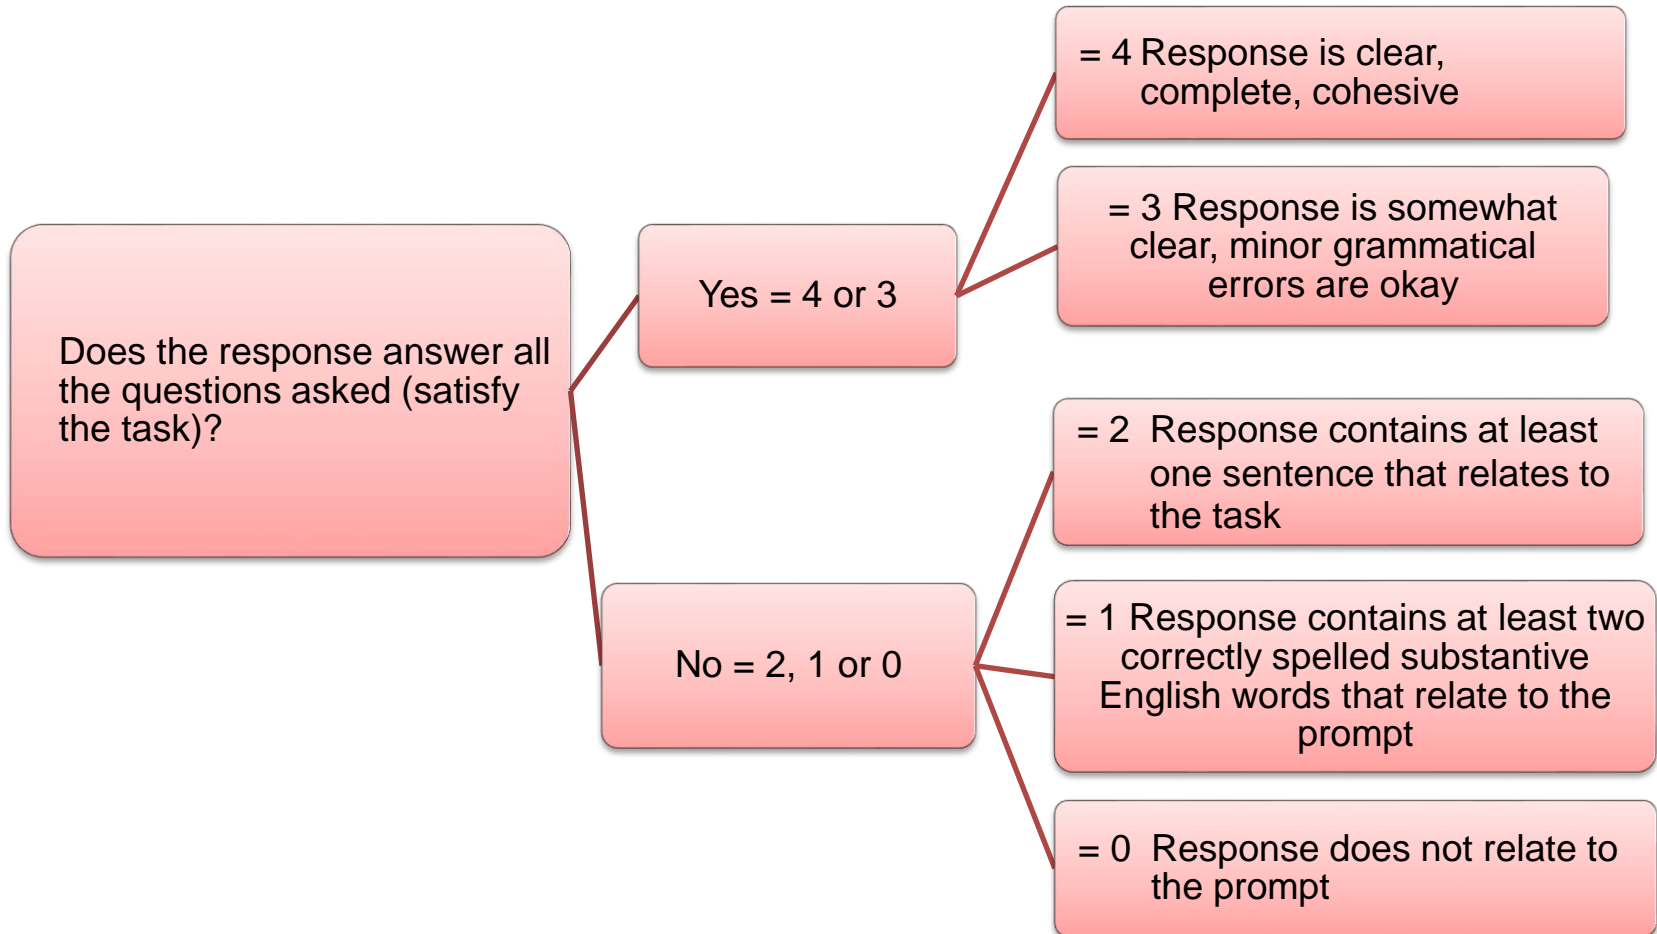 Does the response answer all
the questions asked (satisfy
the task)?
Yes = 4 or 3
= 4 Response is clear,
complete, cohesive
= 3 Response is somewhat
clear, minor grammatical
errors are okay
No = 2, 1 or 0
= 2 Response contains at least
one sentence that relates to
the task
= 1 Response contains at least two
correctly spelled substantive
English words that relate to the
prompt
= 0 Response does not relate to
the prompt